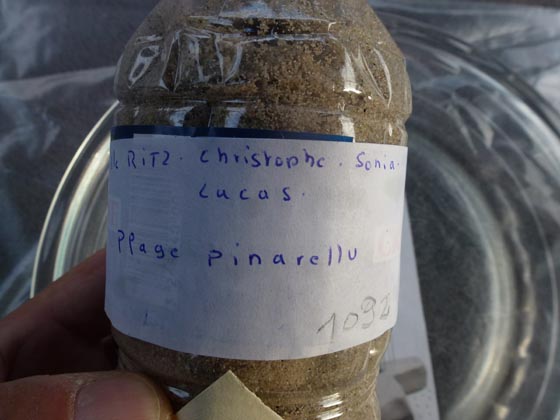 RITZ. Christophe. Sonia.
Lucas.
Plage pinarellu
1092